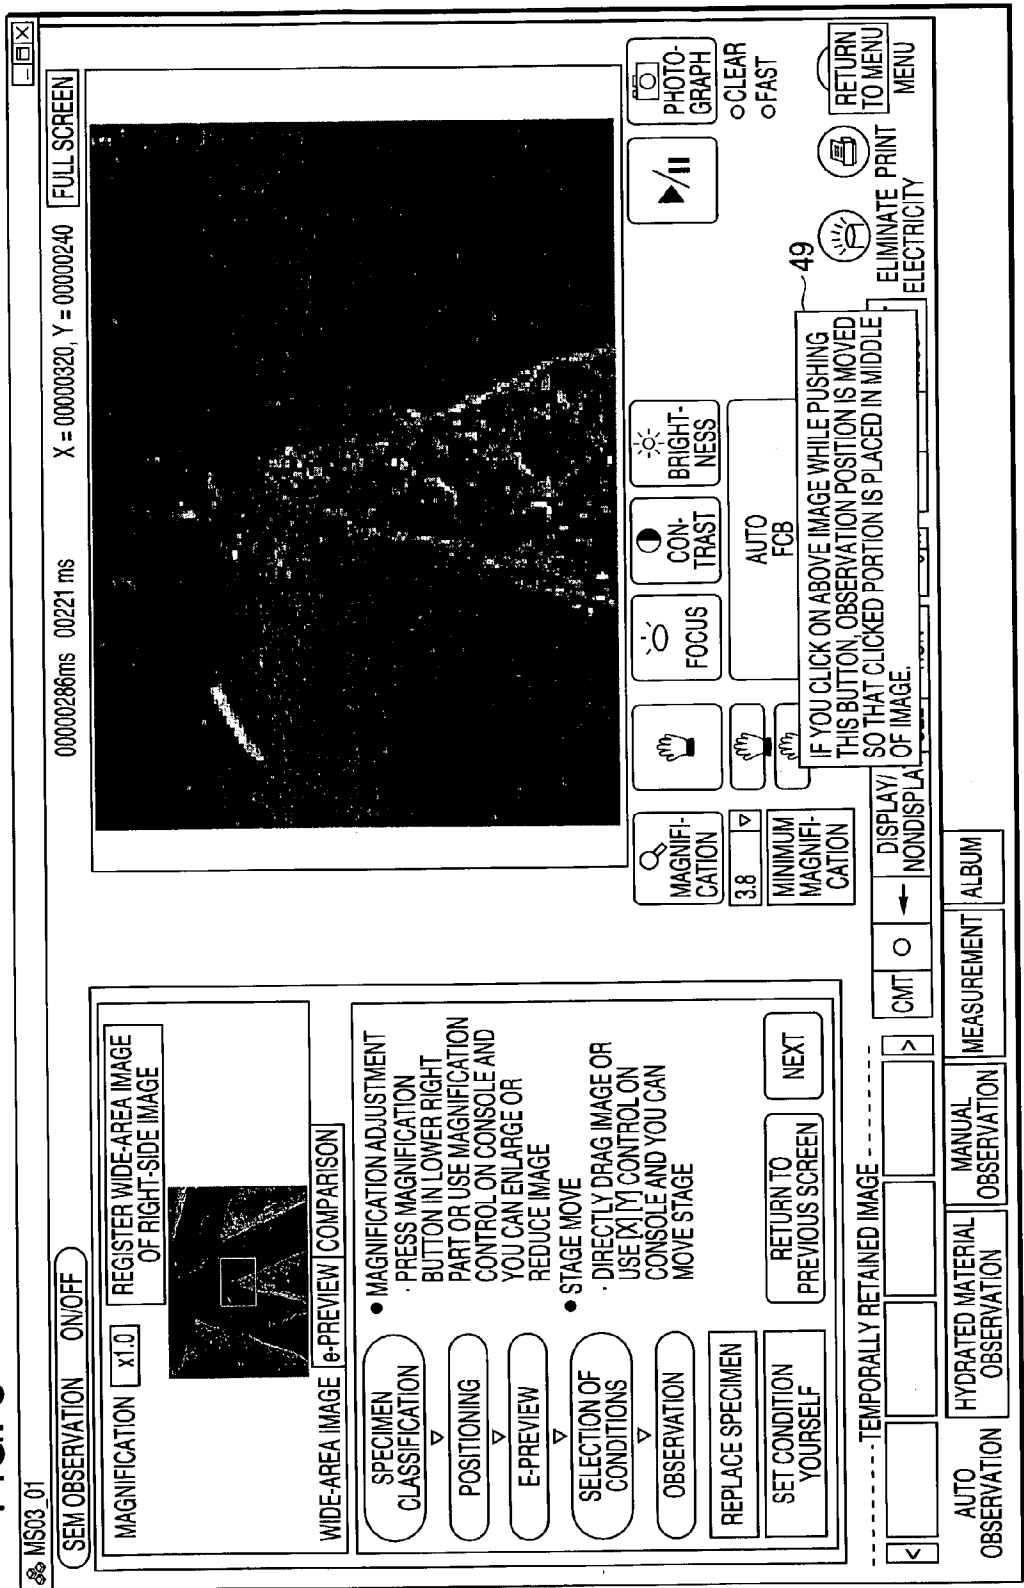 MS03_01
SEM OBSERVATION ON/OFF
00000286ms 00221 ms X = 00000320, Y = 00000240 FULL SCREEN
MAGNIFICATION x1.0
REGISTER WIDE-AREA IMAGE
OF RIGHT-SIDE IMAGE
WIDE-AREA IMAGE e-PREVIEW COMPARISON
SPECIMEN
CLASSIFICATION
POSITIONING
E-PREVIEW
SELECTION OF
CONDITIONS
OBSERVATION
REPLACE SPECIMEN
SET CONDITION
YOURSELF
● MAGNIFICATION ADJUSTMENT
· PRESS MAGNIFICATION
BUTTON IN LOWER RIGHT
PART OR USE MAGNIFICATION
CONTROL ON CONSOLE AND
YOU CAN ENLARGE OR
REDUCE IMAGE
● STAGE MOVE
· DIRECTLY DRAG IMAGE OR
USE [X] [Y] CONTROL ON
CONSOLE AND YOU CAN
MOVE STAGE
RETURN TO
PREVIOUS SCREEN
NEXT
MAGNIFI-
CATION
3.8
MINIMUM
MAGNIFI-
CATION
FOCUS
CON-
TRAST
BRIGHT-
NESS
AUTO
FCB
PHOTO-
GRAPH
CLEAR
FAST
IF YOU CLICK ON ABOVE IMAGE WHILE PUSHING
THIS BUTTON, OBSERVATION POSITION IS MOVED
SO THAT CLICKED PORTION IS PLACED IN MIDDLE
OF IMAGE.
49
ELIMINATE
ELECTRICITY
PRINT
RETURN
TO MENU
MENU
TEMPORALLY RETAINED IMAGE
< >
CMT
DISPLAY/
NONDISPLA
AUTO
OBSERVATION
HYDRATED MATERIAL
OBSERVATION
MANUAL
OBSERVATION
MEASUREMENT
ALBUM